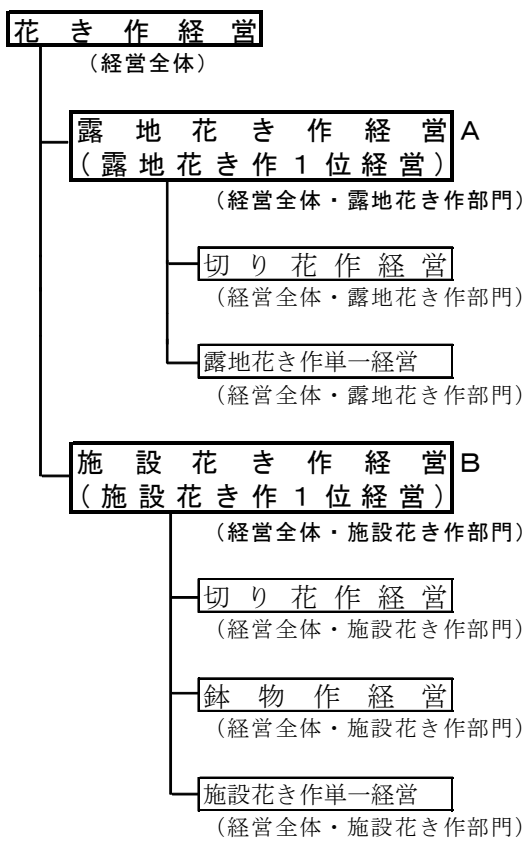 花き作経営
（経営全体）
露地花き作経営 A
（露地花き作１位経営）
（経営全体・露地花き作部門）
切り花作経営
（経営全体・露地花き作部門）
露地花き作単一経営
（経営全体・露地花き作部門）
施設花き作経営 B
（施設花き作１位経営）
（経営全体・施設花き作部門）
切り花作経営
（経営全体・施設花き作部門）
鉢物作経営
（経営全体・施設花き作部門）
施設花き作単一経営
（経営全体・施設花き作部門）